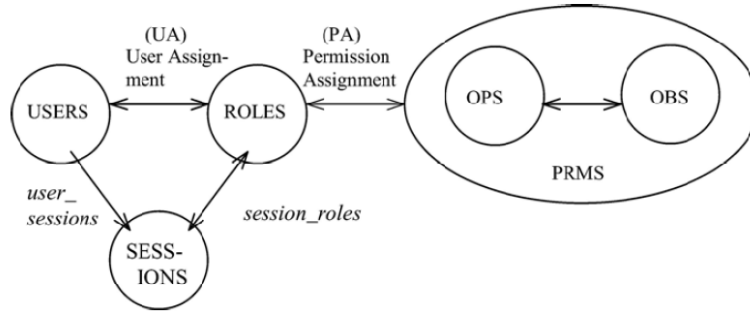 (UA)
User Assign-
ment
(PA)
Permission
Assignment
USERS
ROLES
OPS
OBS
PRMS
user_
sessions
session_roles
SESS-
IONS